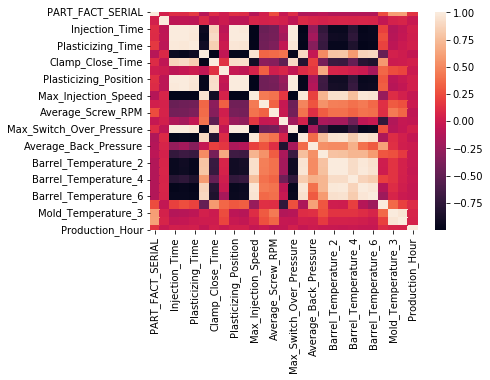 PART_FACT_SERIAL
Injection_Time
Plasticizing_Time
Clamp_Close_Time
Plasticizing_Position
Max_Injection_Speed
Average_Screw_RPM
Max_Switch_Over_Pressure
Average_Back_Pressure
Barrel_Temperature_2
Barrel_Temperature_4
Barrel_Temperature_6
Mold_Temperature_3
Production_Hour
PART_FACT_SERIAL
Injection_Time
Plasticizing_Time
Clamp_Close_Time
Plasticizing_Position
Max_Injection_Speed
Average_Screw_RPM
Max_Switch_Over_Pressure
Average_Back_Pressure
Barrel_Temperature_2
Barrel_Temperature_4
Barrel_Temperature_6
Mold_Temperature_3
Production_Hour
1.00
0.75
0.50
0.25
0.00
-0.25
-0.50
-0.75